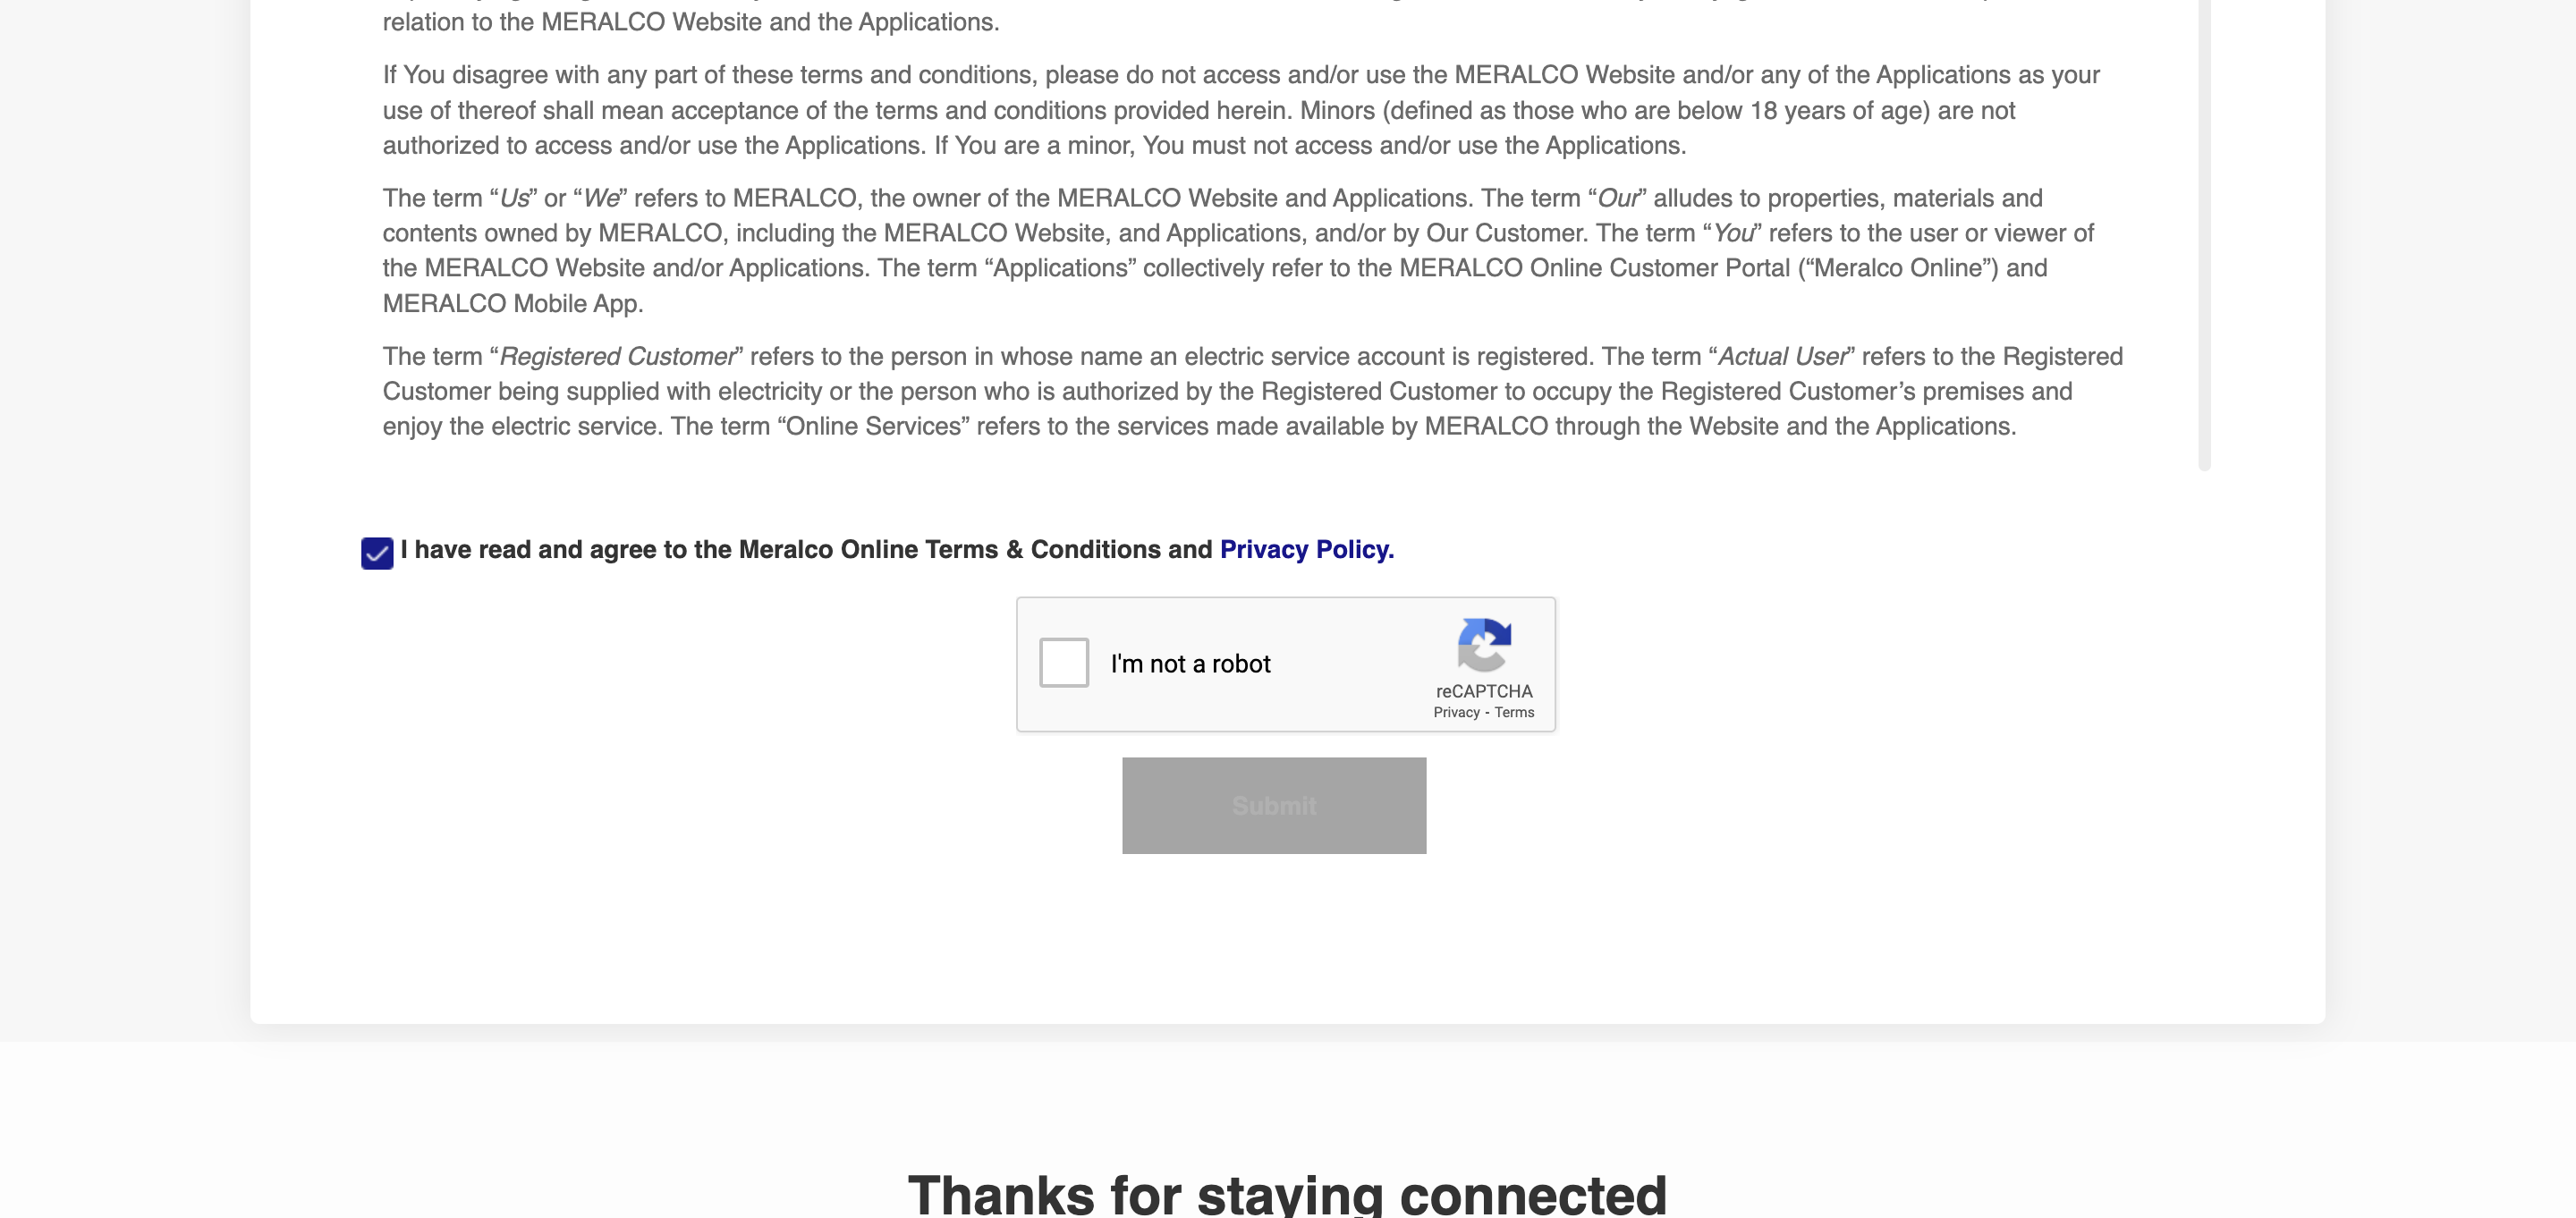 relation to the MERALCO Website and the Applications.
If You disagree with any part of these terms and conditions, please do not access and/or use the MERALCO Website and/or any of the Applications as your
use of thereof shall mean acceptance of the terms and conditions provided herein. Minors (defined as those who are below 18 years of age) are not
authorized to access and/or use the Applications. If You are a minor, You must not access and/or use the Applications.
The term “Us” or “We” refers to MERALCO, the owner of the MERALCO Website and Applications. The term “Our” alludes to properties, materials and
contents owned by MERALCO, including the MERALCO Website, and Applications, and/or by Our Customer. The term “You” refers to the user or viewer of
the MERALCO Website and/or Applications. The term “Applications” collectively refer to the MERALCO Online Customer Portal (“Meralco Online”) and
MERALCO Mobile App.
The term “Registered Customer” refers to the person in whose name an electric service account is registered. The term “Actual User” refers to the Registered
Customer being supplied with electricity or the person who is authorized by the Registered Customer to occupy the Registered Customer’s premises and
enjoy the electric service. The term “Online Services” refers to the services made available by MERALCO through the Website and the Applications.
I have read and agree to the Meralco Online Terms & Conditions and Privacy Policy.
I'm not a robot
reCAPTCHA
Privacy - Terms
Submit
Thanks for staying connected